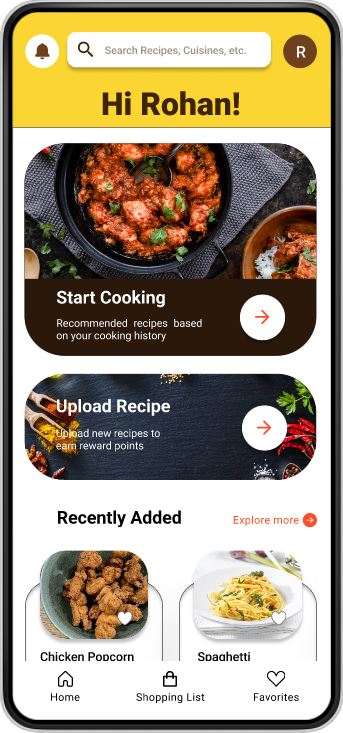 Search Recipes, Cuisines, etc.
R
Hi Rohan!
Start Cooking
Recommended recipes based
on your cooking history
Upload Recipe
Upload new recipes to
earn reward points
Recently Added
Explore more
Chicken Popcorn
Spaghetti
Home
Shopping List
Favorites